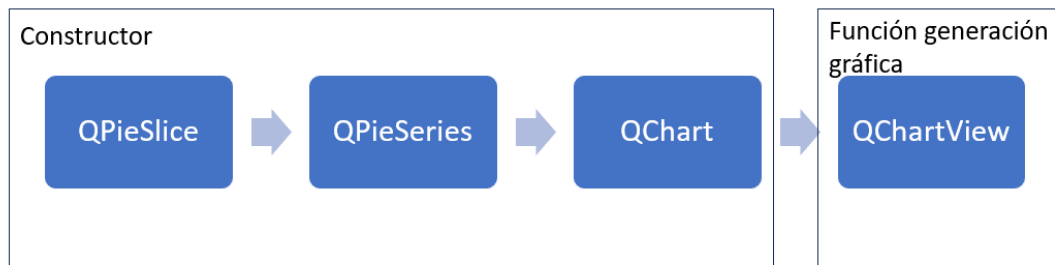 Constructor
QPieSlice
QPieSeries
QChart
Función generación
gráfica
QChartView